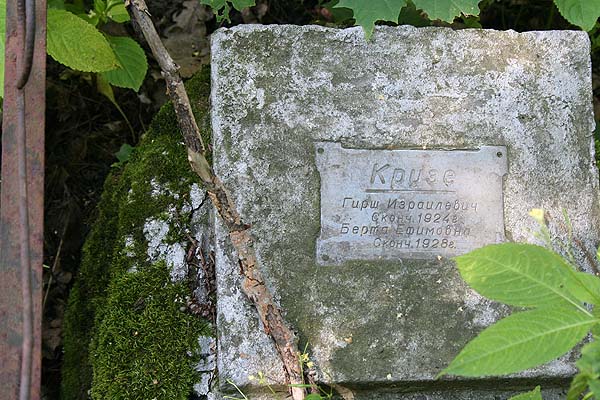 Кризе
Гирш Израилевич
Сконч. 1924 г.
Берта Ефимовна
Сконч. 1928 г.